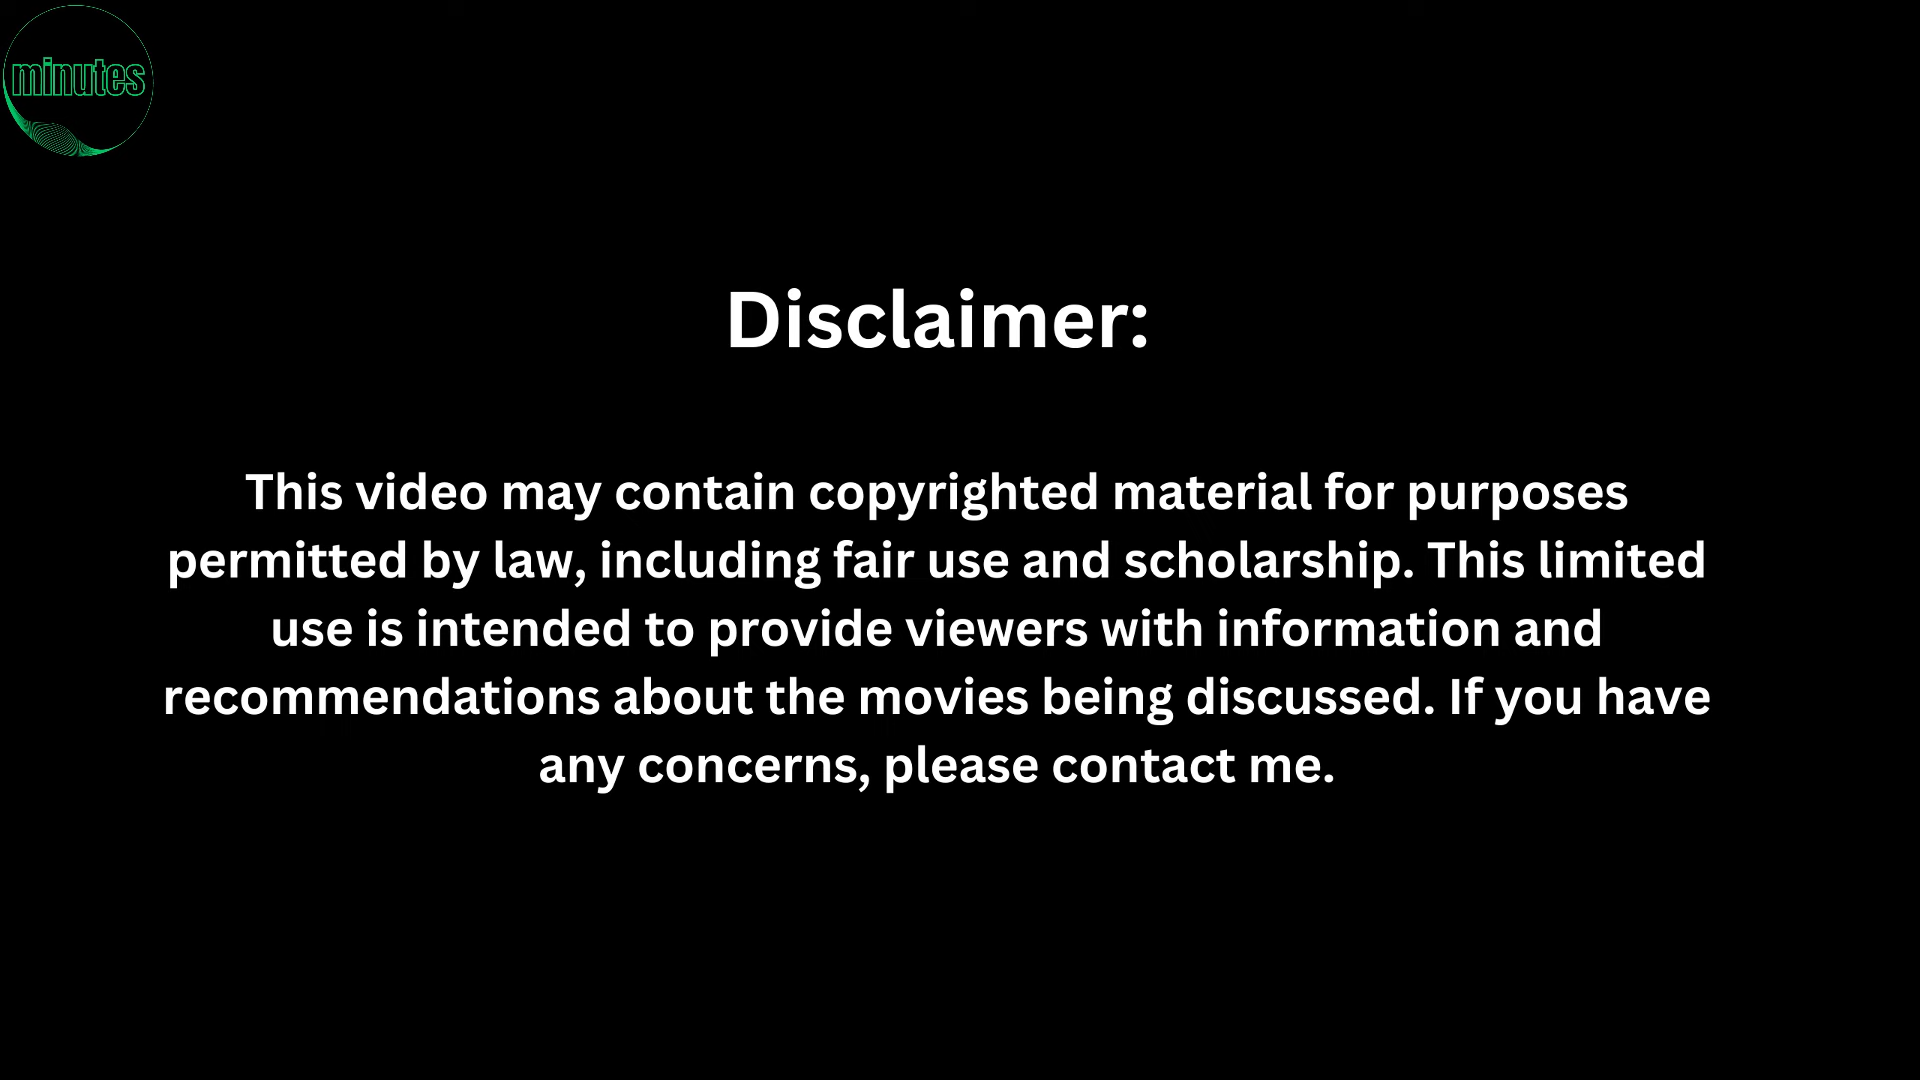 minutes
Disclaimer:
This video may contain copyrighted material for purposes
permitted by law, including fair use and scholarship. This limited
use is intended to provide viewers with information and
recommendations about the movies being discussed. If you have
any concerns, please contact me.